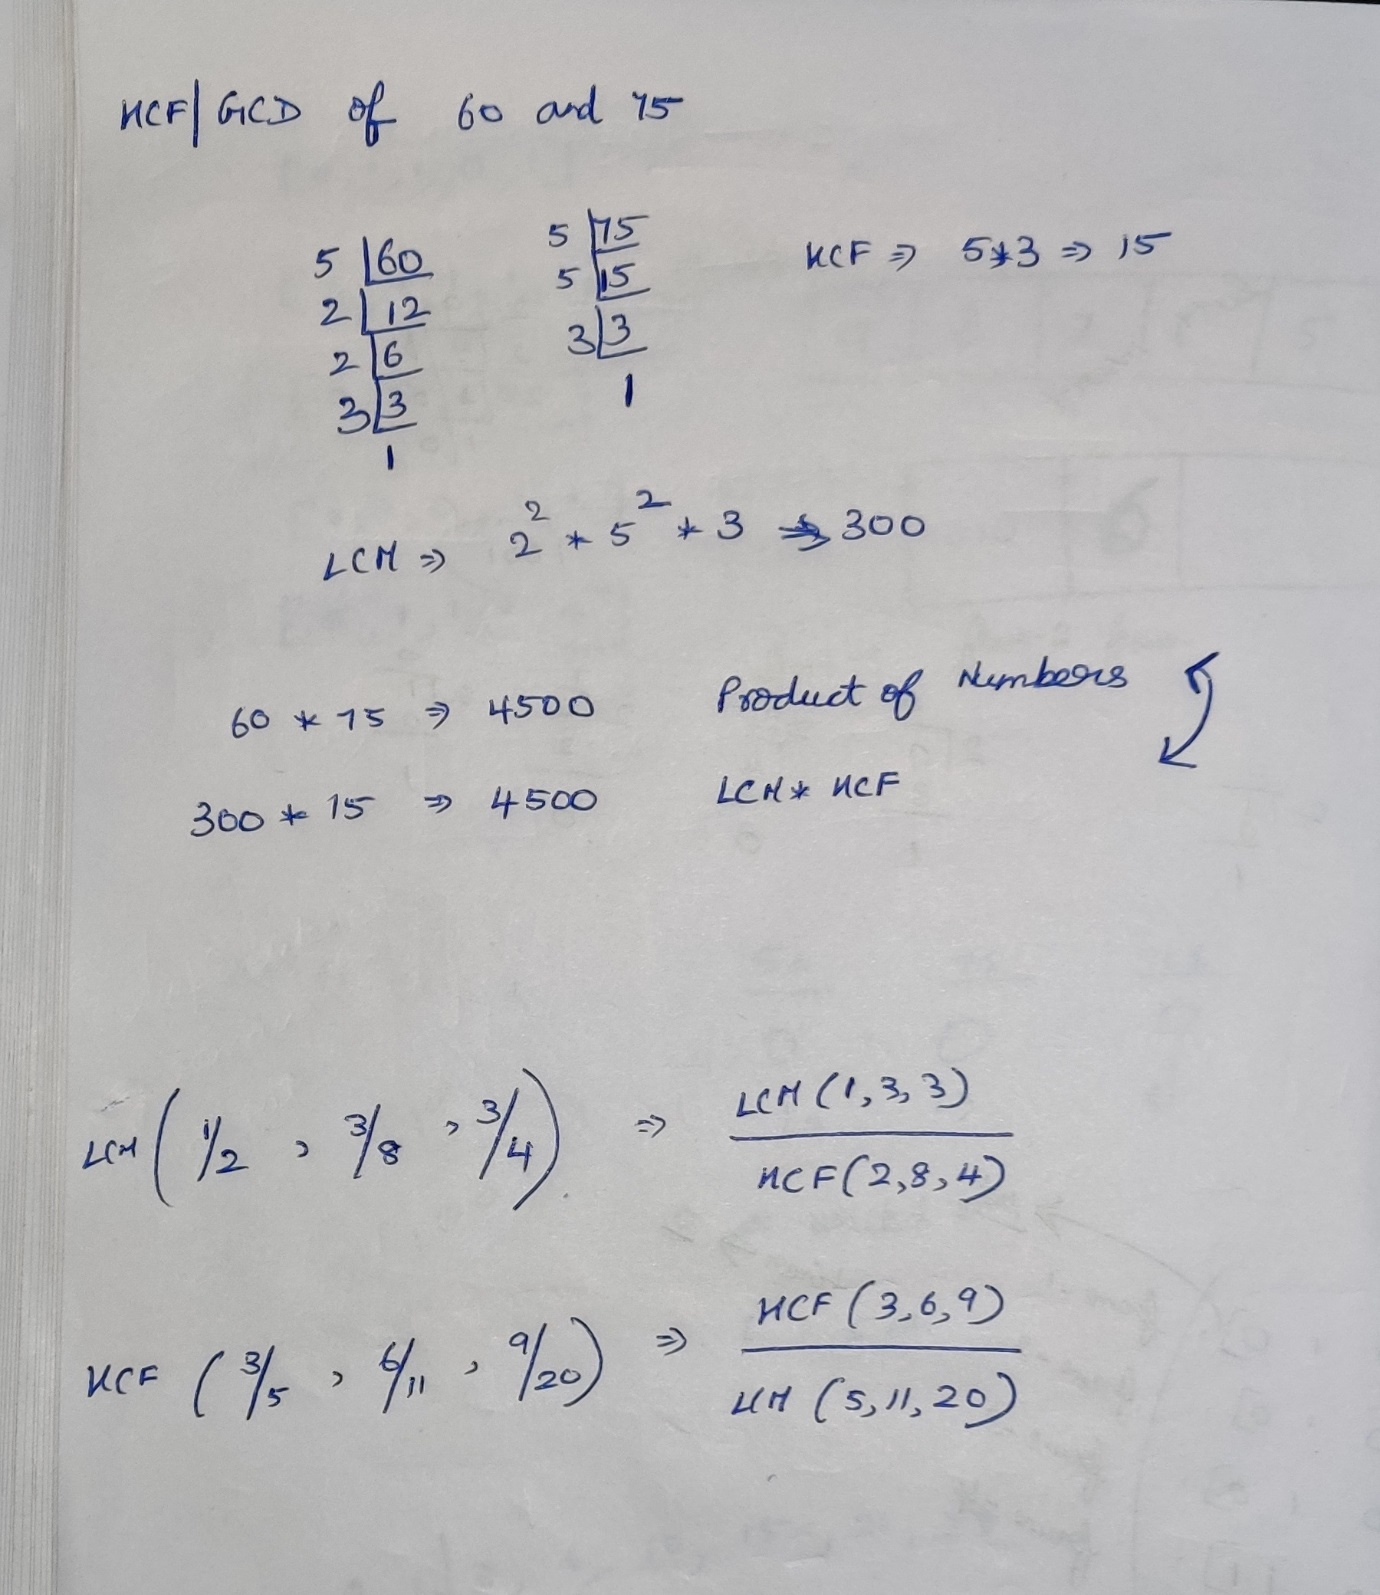 HCF/GCD of 60 and 75
5 |60
2 |12
2 |6
3 |3
1
5 |75
5 |15
3 |3
1
HCF ⇒ 5*3 ⇒ 15
LCM ⇒ 2² * 5² * 3 ⇒ 300
60 * 75 ⇒ 4500 Product of Numbers
300 * 15 ⇒ 4500 LCM * HCF
LCM (1/2, 3/8, 3/4) ⇒ LCM (1,3,3)
HCF (2,8,4)
HCF (3/5, 6/11, 9/20) ⇒ HCF (3,6,9)
LCM (5,11,20)